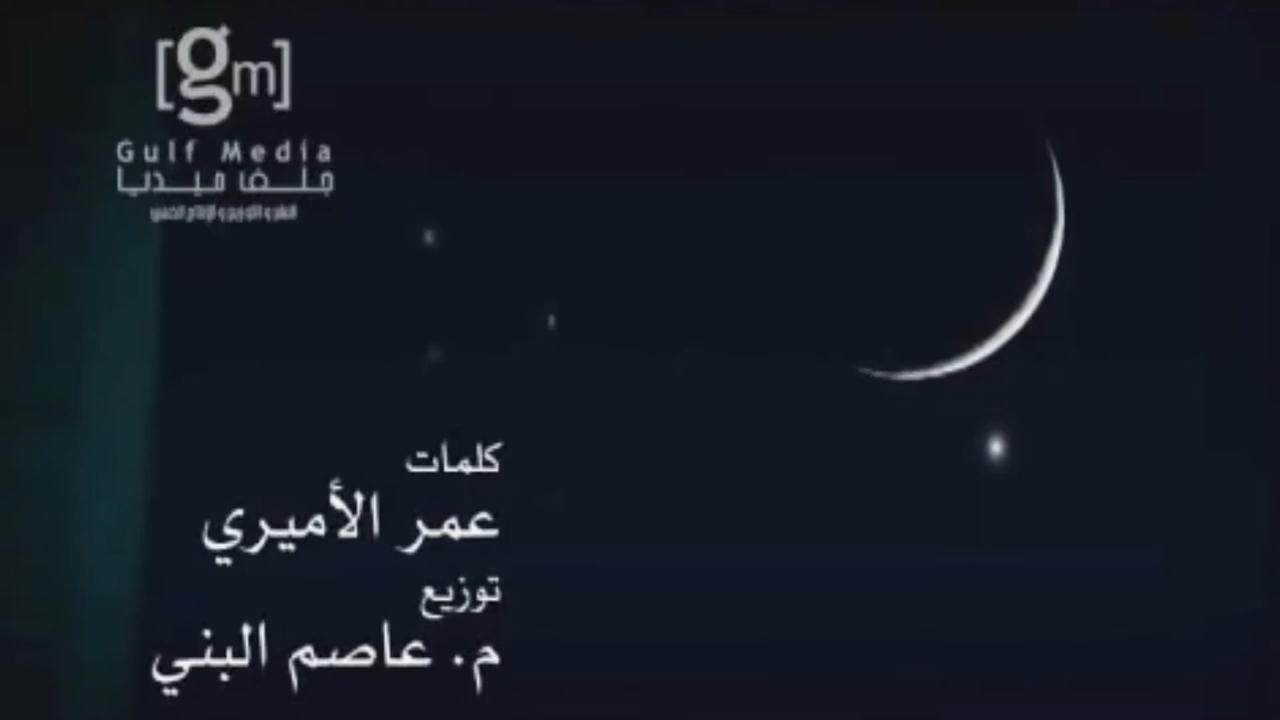 [gm]
Gulf Media
جلف ميديا
كلمات
عمر الأميري
توزيع
م. عاصم البني